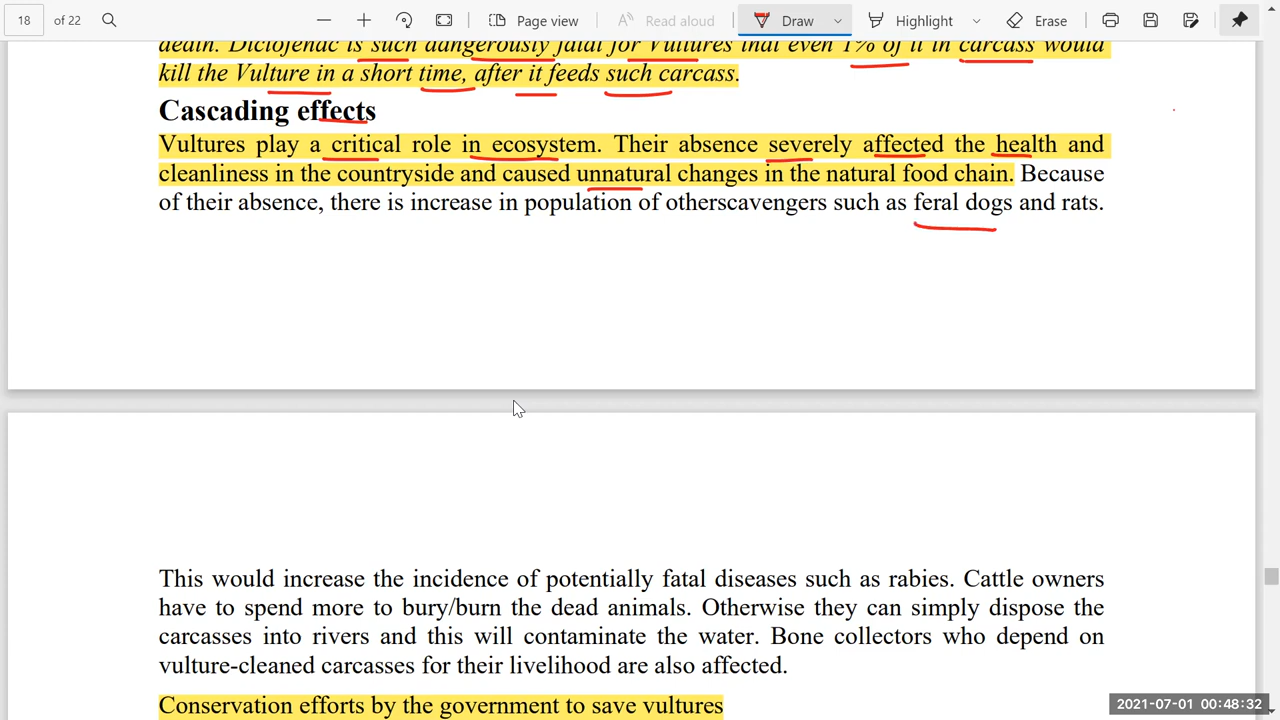 18 of 22 Page view Read aloud Draw Highlight Erase
death. Diclofenac is such dangerously fatal for Vultures that even 1% of it in carcass would
kill the Vulture in a short time, after it feeds such carcass.
Cascading effects
Vultures play a critical role in ecosystem. Their absence severely affected the health and
cleanliness in the countryside and caused unnatural changes in the natural food chain. Because
of their absence, there is increase in population of otherscavengers such as feral dogs and rats.
This would increase the incidence of potentially fatal diseases such as rabies. Cattle owners
have to spend more to bury/burn the dead animals. Otherwise they can simply dispose the
carcasses into rivers and this will contaminate the water. Bone collectors who depend on
vulture-cleaned carcasses for their livelihood are also affected.
Conservation efforts by the government to save vultures
2021-07-01 00:48:32